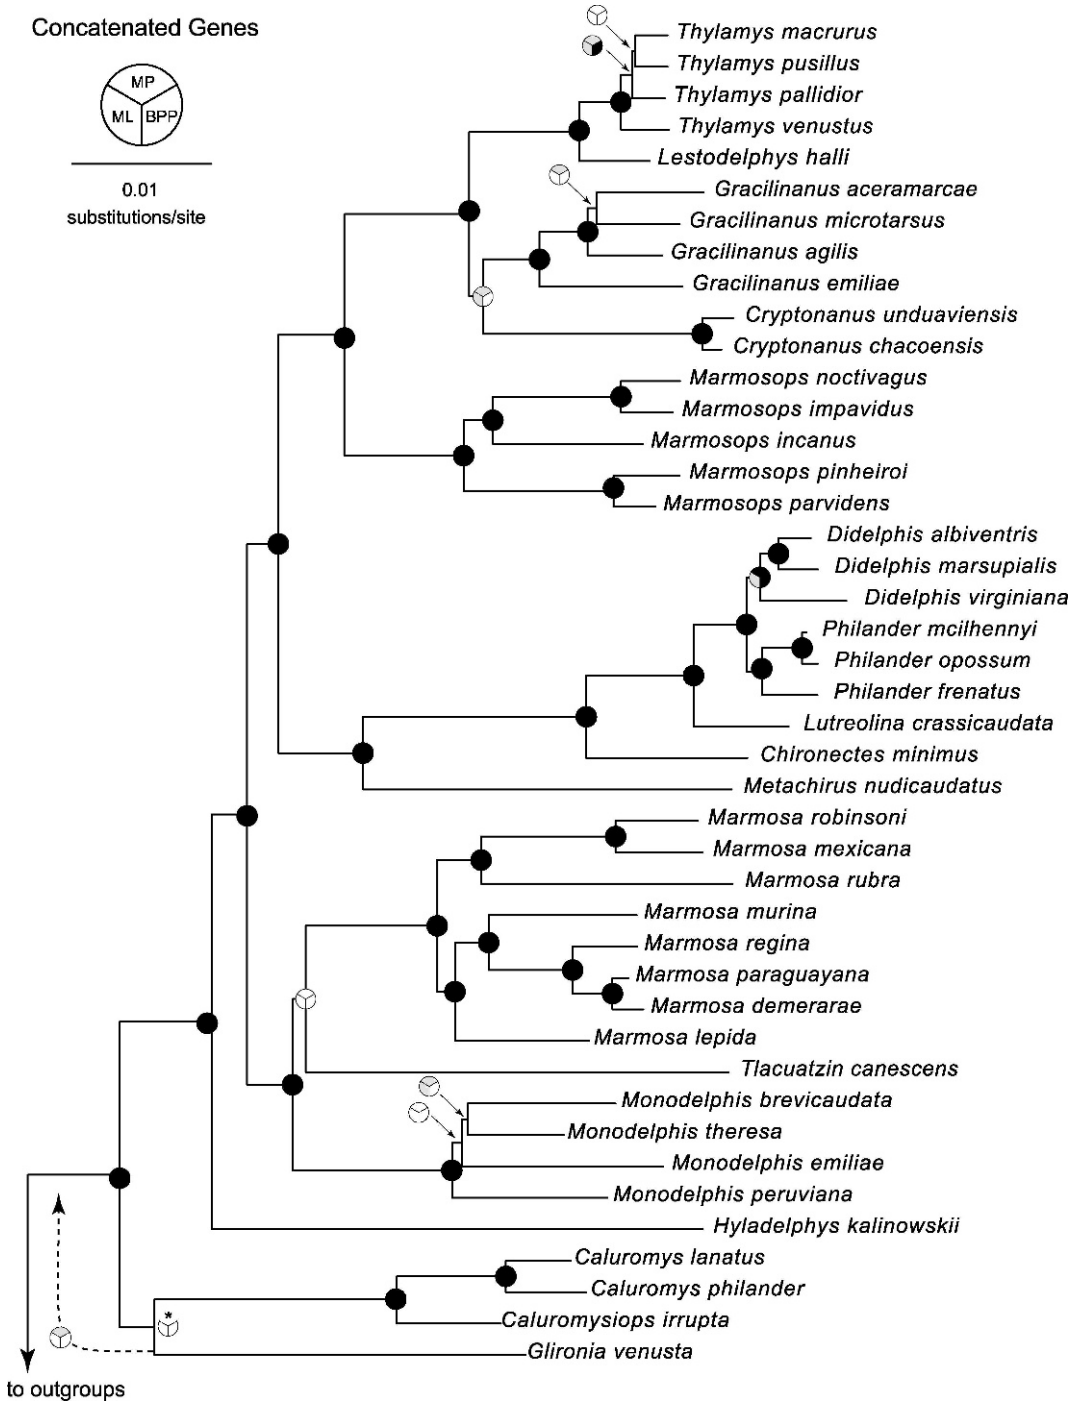 Concatenated Genes
MP
ML
BPP
0.01
substitutions/site
Thylamys macrurus
Thylamys pusillus
Thylamys pallidior
Thylamys venustus
Lestodelphys halli
Gracilinanus aceramarcae
Gracilinanus microtarsus
Gracilinanus agilis
Gracilinanus emiliae
Cryptonanus unduaviensis
Cryptonanus chacoensis
Marmosops noctivagus
Marmosops impavidus
Marmosops incanus
Marmosops pinheiroi
Marmosops parvidens
Didelphis albiventris
Didelphis marsupialis
Didelphis virginiana
Philander mcilhennyi
Philander opossum
Philander frenatus
Lutreolina crassicaudata
Chironectes minimus
Metachirus nudicaudatus
Marmosa robinsoni
Marmosa mexicana
Marmosa rubra
Marmosa murina
Marmosa regina
Marmosa paraguayana
Marmosa demerarae
Marmosa lepida
Tlacuatzin canescens
Monodelphis brevicaudata
Monodelphis theresa
Monodelphis emiliae
Monodelphis peruviana
Hyladelphys kalinowskii
Caluromys lanatus
Caluromys philander
*
Caluromysiops irrupta
Glironia venusta
to outgroups